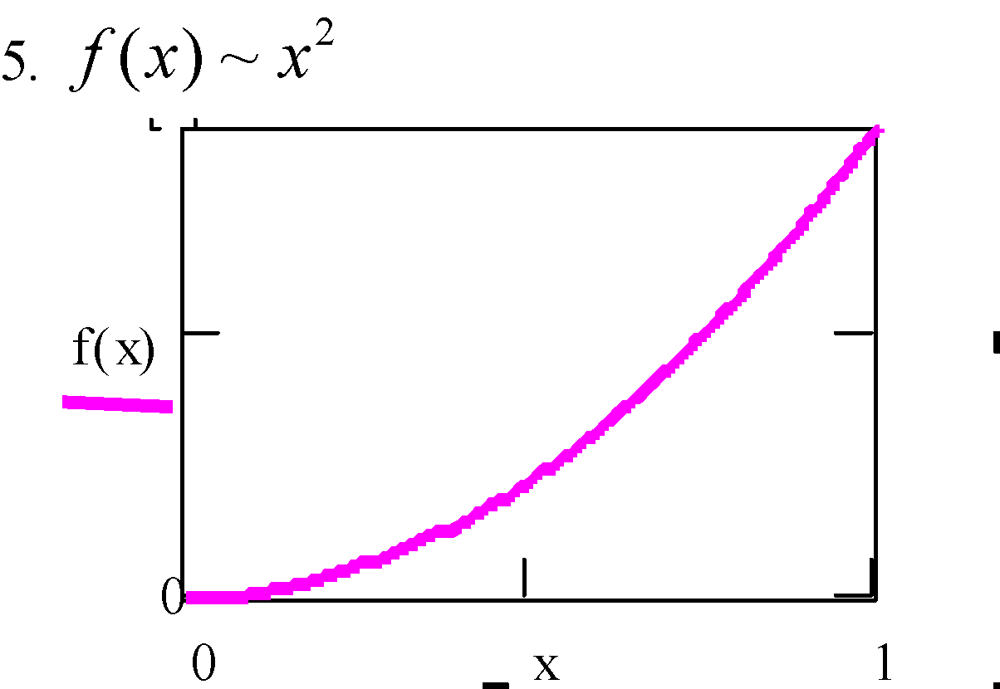 5. f(x) ~ x²
f(x)
0
0 x 1